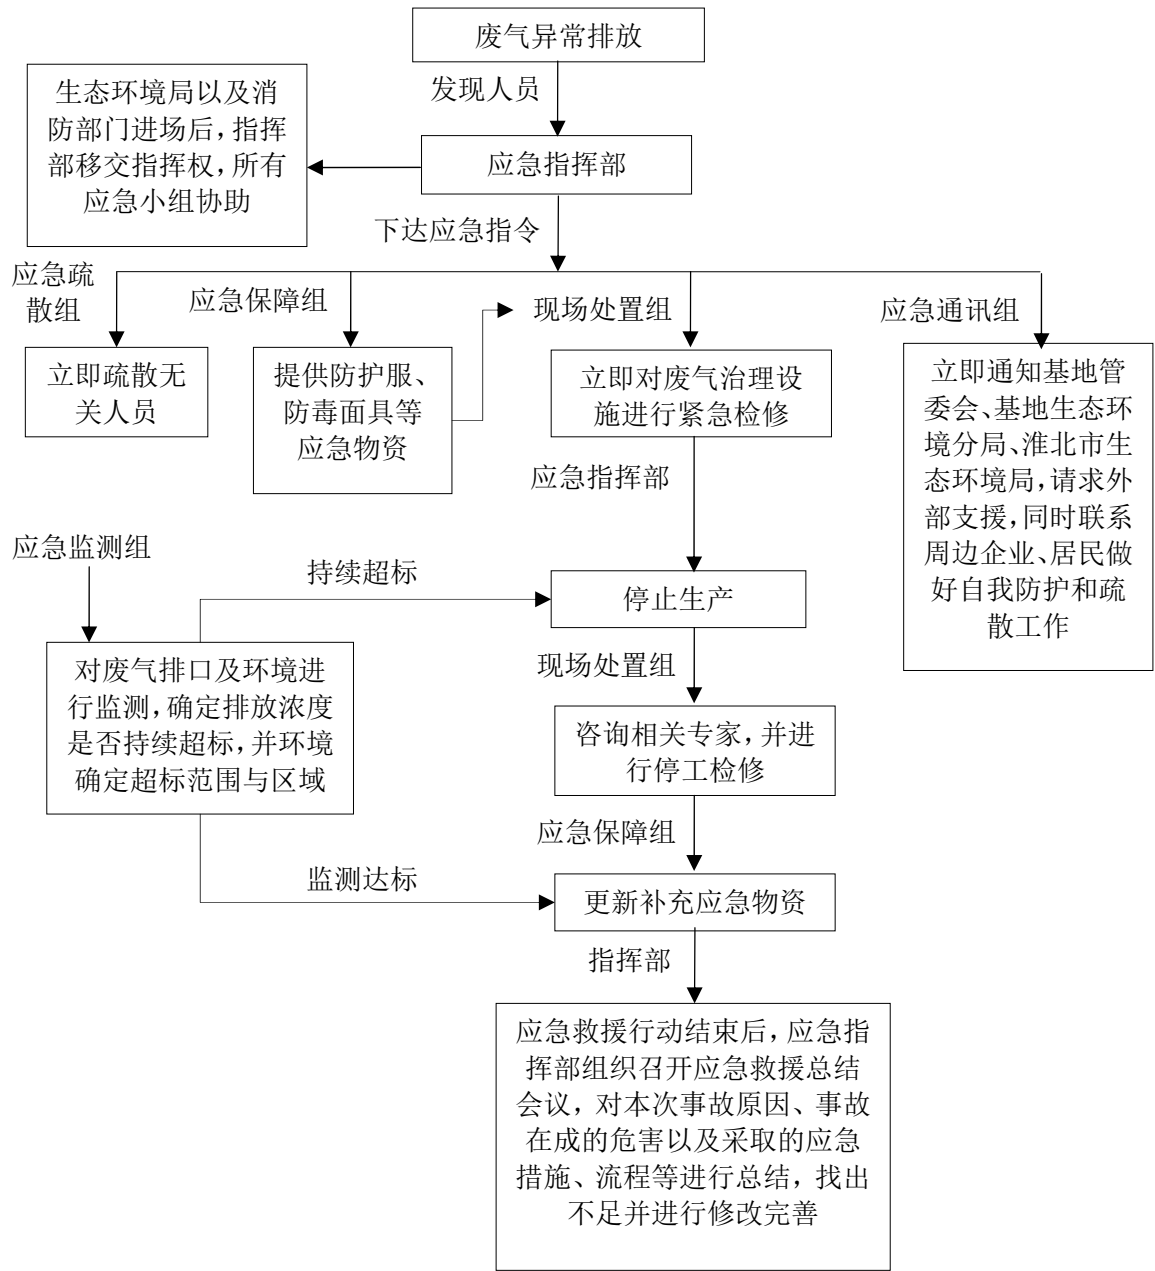 废气异常排放
发现人员
生态环境局以及消
防部门进场后，指挥
部移交指挥权，所有
应急小组协助
应急指挥部
下达应急指令
应急疏
散组
应急保障组
现场处置组
应急通讯组
立即疏散无
关人员
提供防护服、
防毒面具等
应急物资
立即对废气治理设
施进行紧急检修
立即通知基地管
委会、基地生态环
境分局、淮北市生
态环境局，请求外
部支援，同时联系
周边企业、居民做
好自我防护和疏
散工作
应急指挥部
应急监测组
持续超标
停止生产
对废气排口及环境进
行监测，确定排放浓度
是否持续超标，并环境
确定超标范围与区域
现场处置组
咨询相关专家，并进
行停工检修
应急保障组
监测达标
更新补充应急物资
指挥部
应急救援行动结束后，应急指
挥部组织召开应急救援总结
会议，对本次事故原因、事故
在成的危害以及采取的应急
措施、流程等进行总结，找出
不足并进行修改完善